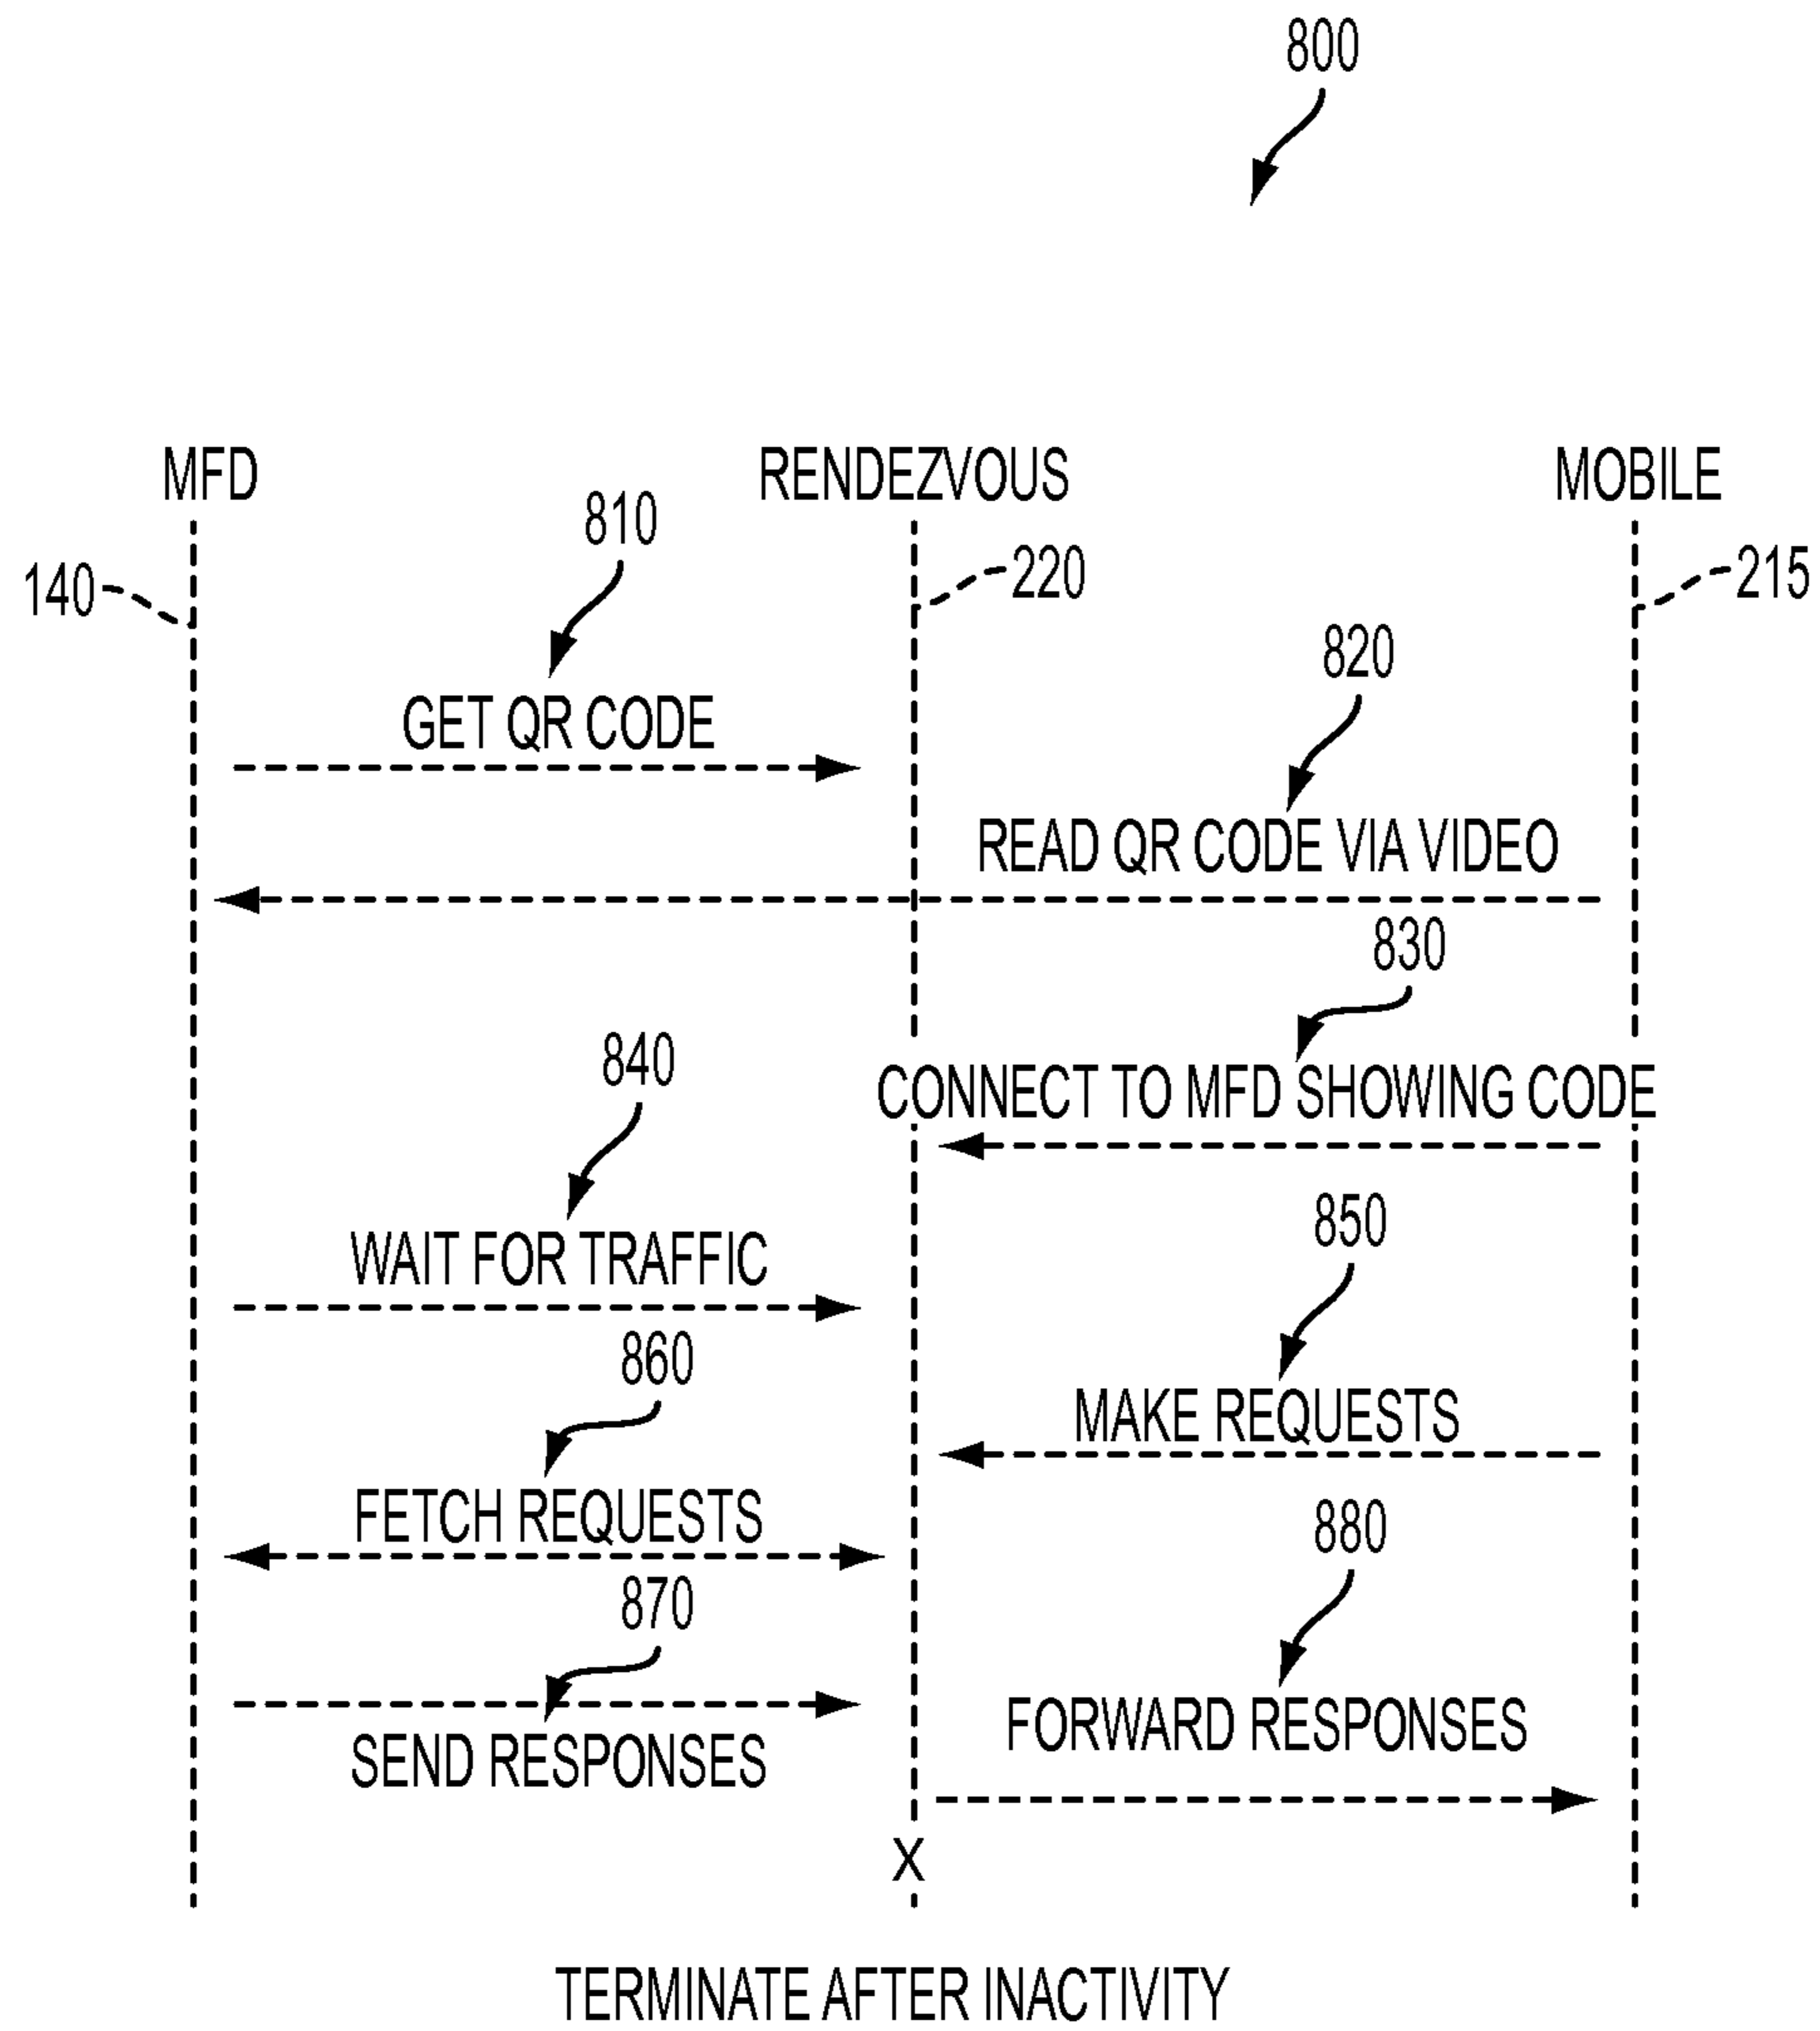 800
MFD RENDEZVOUS MOBILE
810
140 220 215
820
GET QR CODE
READ QR CODE VIA VIDEO
830
840
CONNECT TO MFD SHOWING CODE
850
WAIT FOR TRAFFIC
860
MAKE REQUESTS
FETCH REQUESTS
880
870
FORWARD RESPONSES
SEND RESPONSES
X
TERMINATE AFTER INACTIVITY